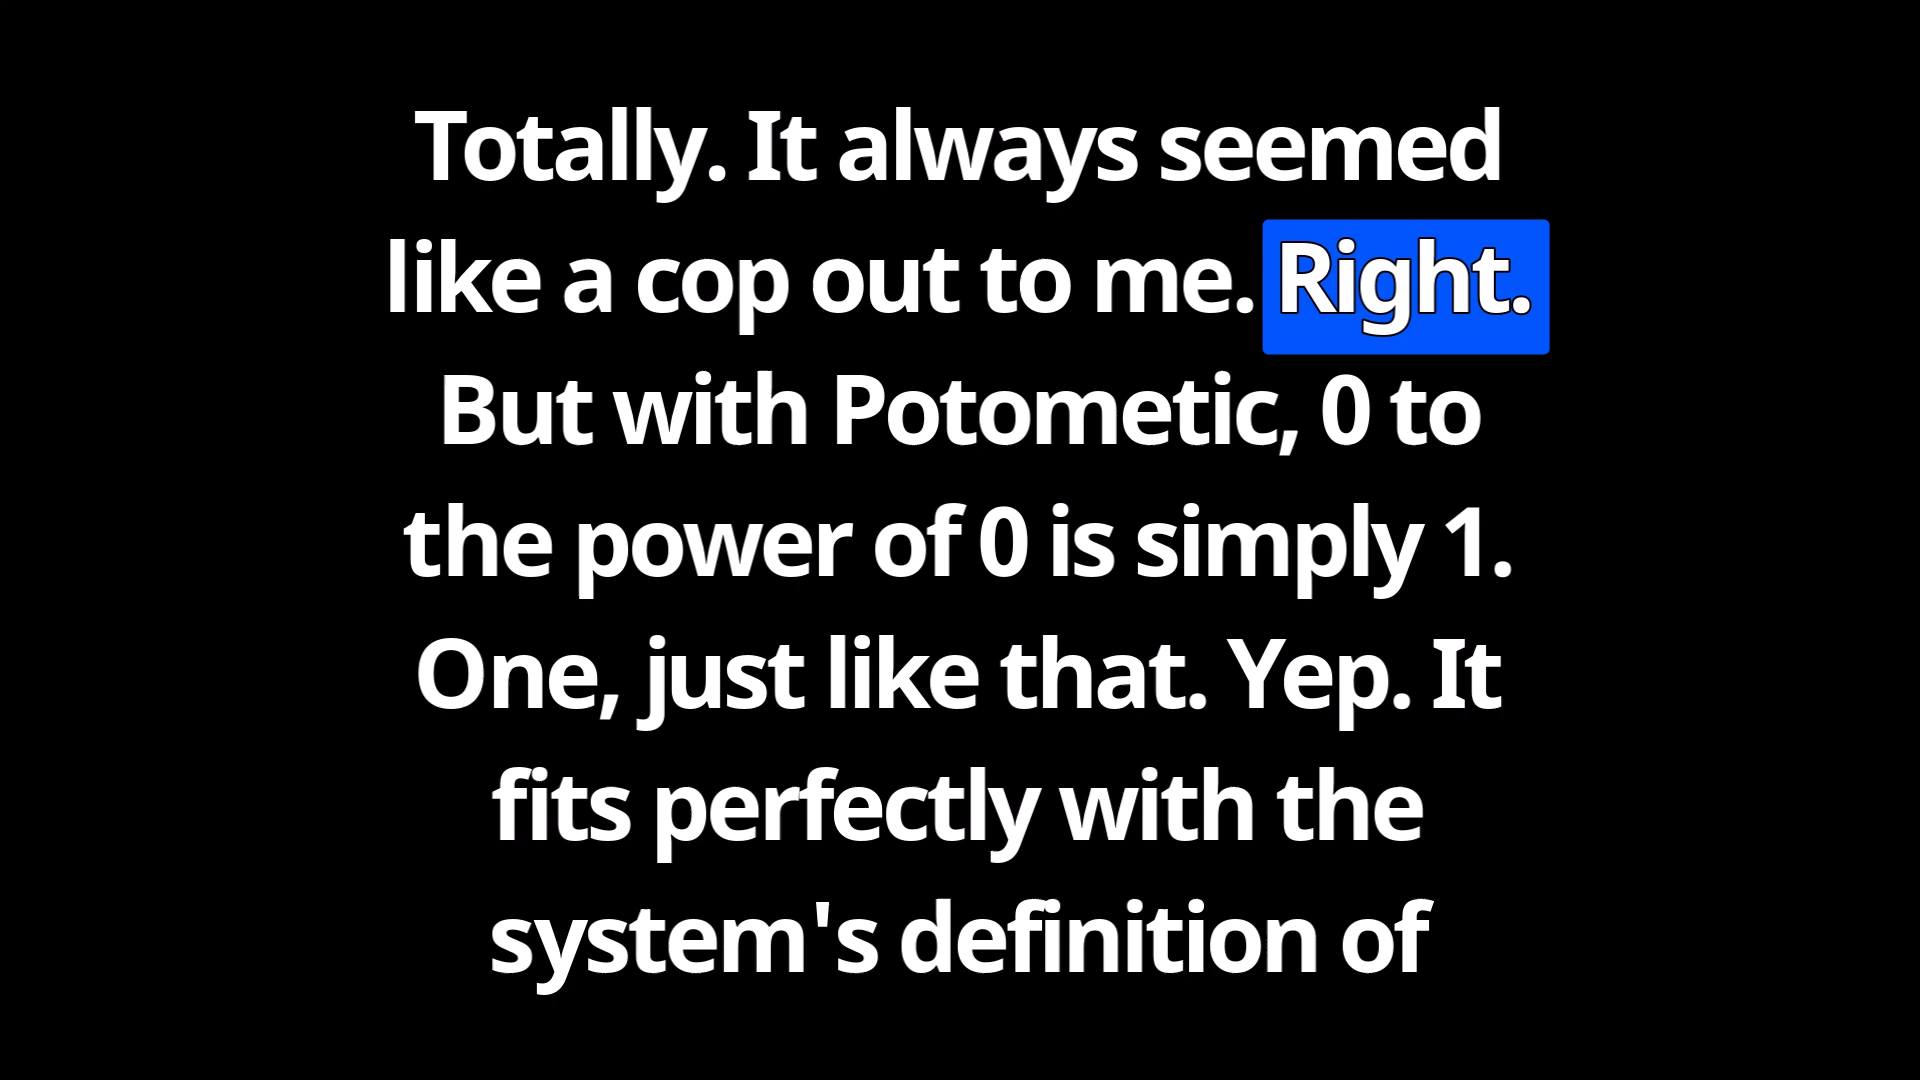 Totally. It always seemed
like a cop out to me. Right.
But with Potometic, 0 to
the power of 0 is simply 1.
One, just like that. Yep. It
fits perfectly with the
system's definition of